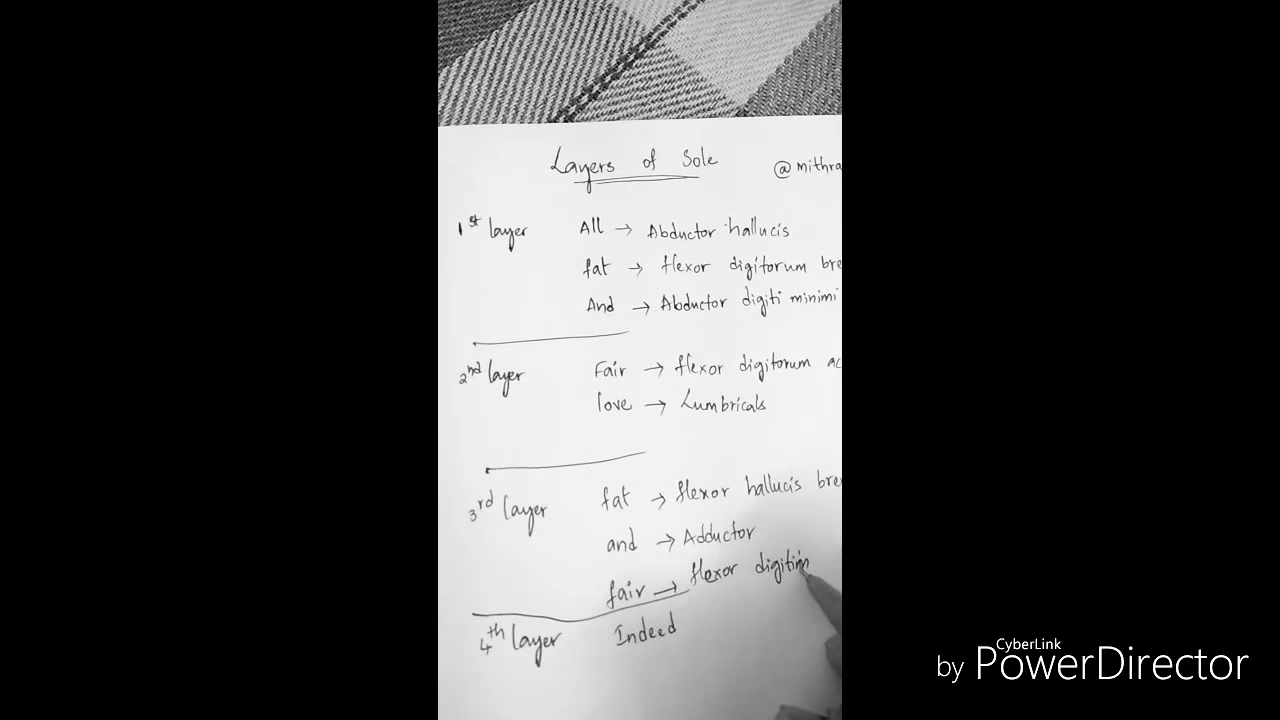 Layers of Sole
@mithra
1st layer All → Abductor hallucis
fat → flexor digitorum bre
And → Abductor digiti minimi
2nd layer Fair → flexor digitorum ac
love → Lumbricals
3rd layer fat → flexor hallucis bre
and → Adductor
fair → flexor digitim
4th layer Indeed
CyberLink
by PowerDirector